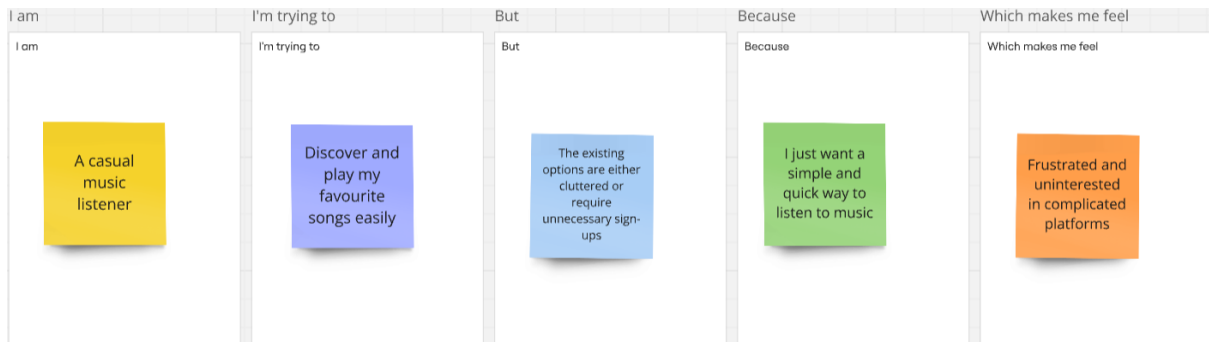 I am
I'm trying to
But
Because
Which makes me feel
I am
I'm trying to
But
Because
Which makes me feel
A casual
music
listener
Discover and
play my
favourite
songs easily
The existing
options are either
cluttered or
require
unnecessary sign-
ups
I just want a
simple and
quick way to
listen to music
Frustrated and
uninterested
in complicated
platforms